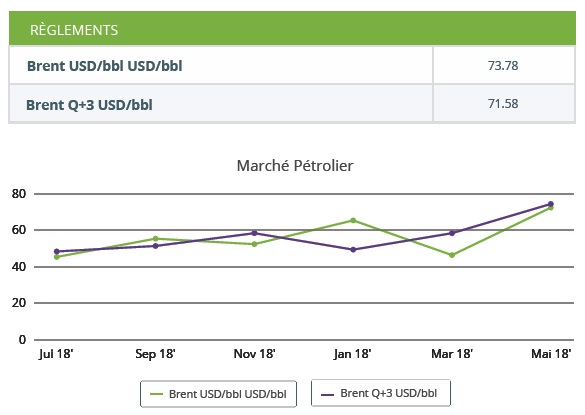 RÈGLEMENTS
Brent USD/bbl USD/bbl 73.78
Brent Q+3 USD/bbl 71.58
Marché Pétrolier
80
60
40
20
0
Jul 18' Sep 18' Nov 18' Jan 18' Mar 18' Mai 18'
Brent USD/bbl USD/bbl Brent Q+3 USD/bbl